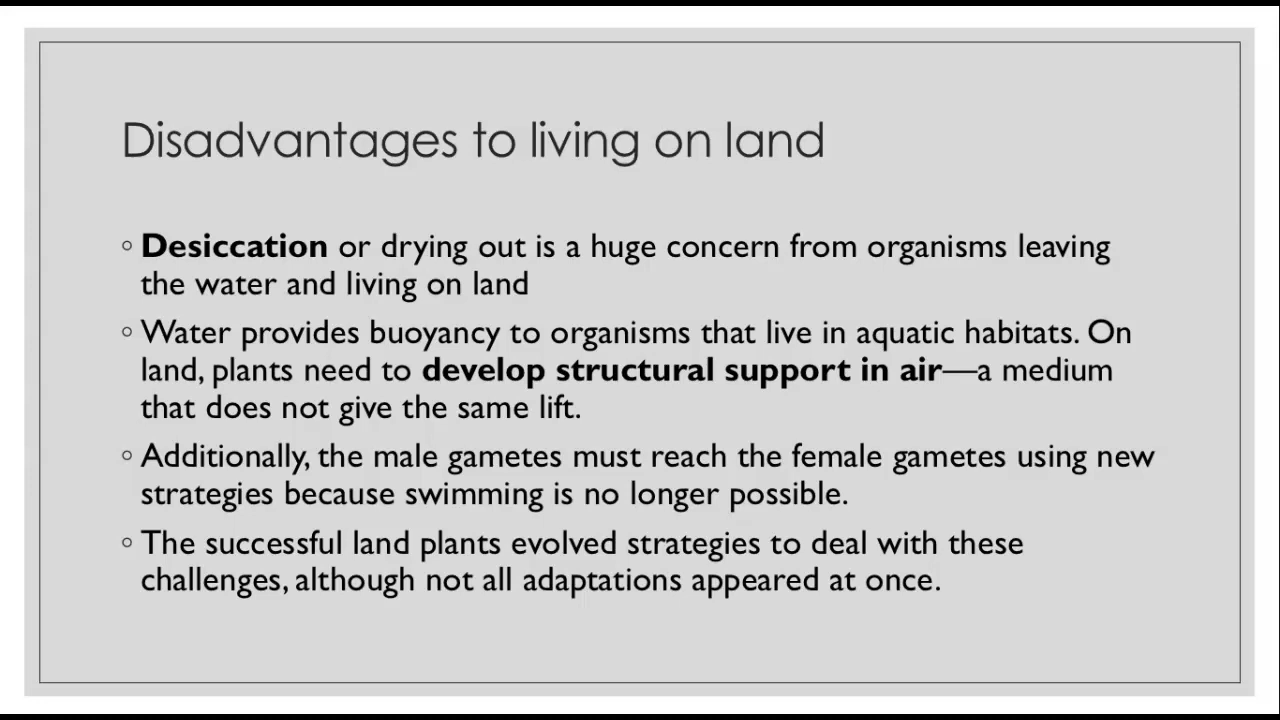 Disadvantages to living on land
◦ Desiccation or drying out is a huge concern from organisms leaving
the water and living on land
◦ Water provides buoyancy to organisms that live in aquatic habitats. On
land, plants need to develop structural support in air—a medium
that does not give the same lift.
◦ Additionally, the male gametes must reach the female gametes using new
strategies because swimming is no longer possible.
◦ The successful land plants evolved strategies to deal with these
challenges, although not all adaptations appeared at once.